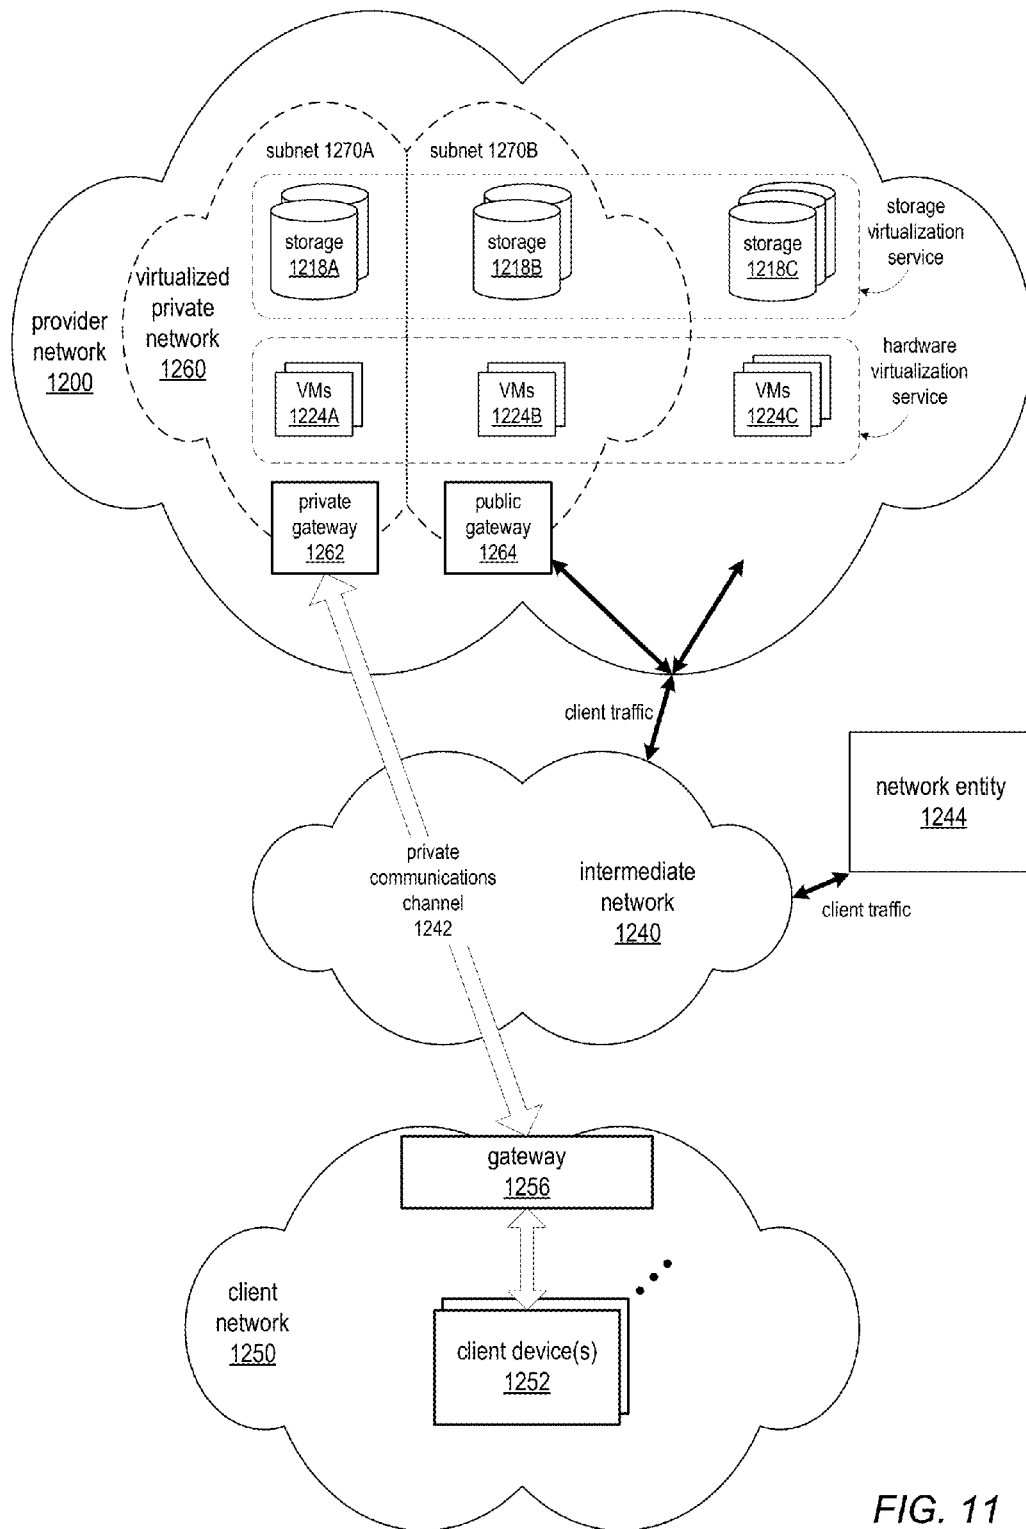 subnet 1270A
subnet 1270B
storage
1218A
storage
1218B
storage
1218C
storage
virtualization
service
virtualized
private
network
1260
provider
network
1200
VMs
1224A
VMs
1224B
VMs
1224C
hardware
virtualization
service
private
gateway
1262
public
gateway
1264
client traffic
network entity
1244
private
communications
channel
1242
intermediate
network
1240
client traffic
gateway
1256
client
network
1250
client device(s)
1252
FIG. 11